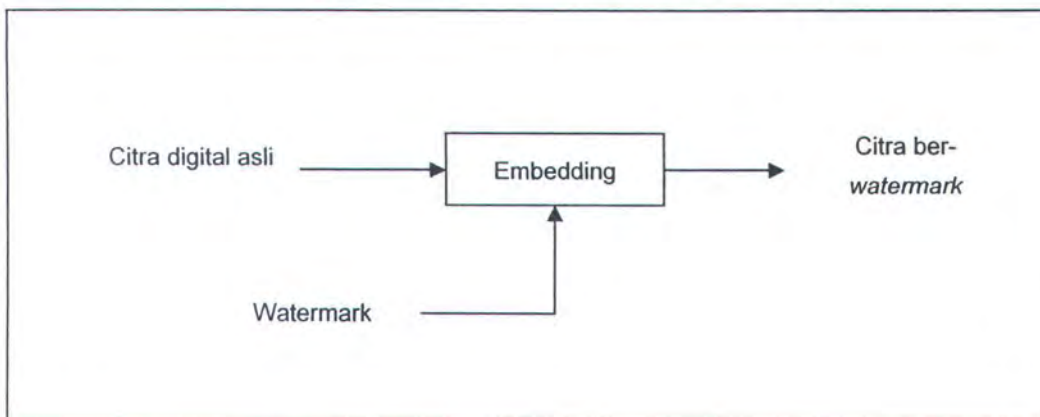 Citra digital asli
Embedding
Citra ber-
watermark
Watermark